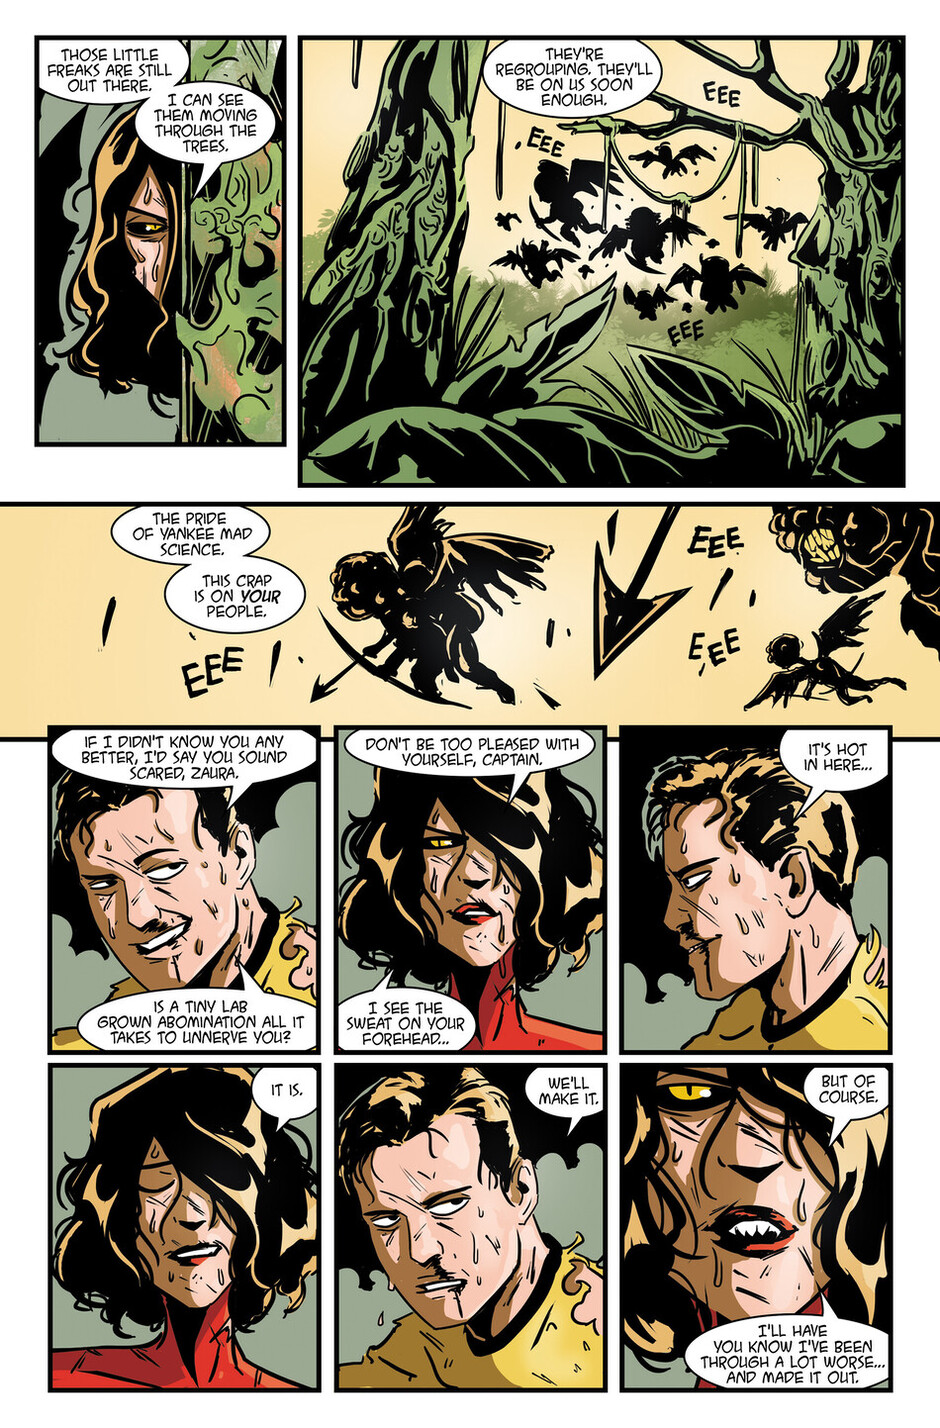 THOSE LITTLE
FREAKS ARE STILL
OUT THERE.
I CAN SEE
THEM MOVING
THROUGH THE
TREES.
THEY'RE
REGROUPING. THEY'LL
BE ON US SOON
ENOUGH.
EEE
EEE
EEE
THE PRIDE
OF YANKEE MAD
SCIENCE.
THIS CRAP
IS ON YOUR
PEOPLE.
EEE
EEE
EEE
IF I DIDN'T KNOW YOU ANY
BETTER, I'D SAY YOU SOUND
SCARED, ZAURA.
IS A TINY LAB
GROWN ABOMINATION ALL IT
TAKES TO UNNERVE YOU?
DON'T BE TOO PLEASED WITH
YOURSELF, CAPTAIN.
I SEE THE
SWEAT ON YOUR
FOREHEAD...
IT'S HOT
IN HERE...
IT IS.
WE'LL
MAKE IT.
BUT OF
COURSE.
I'LL HAVE
YOU KNOW I'VE BEEN
THROUGH A LOT WORSE...
AND MADE IT OUT.